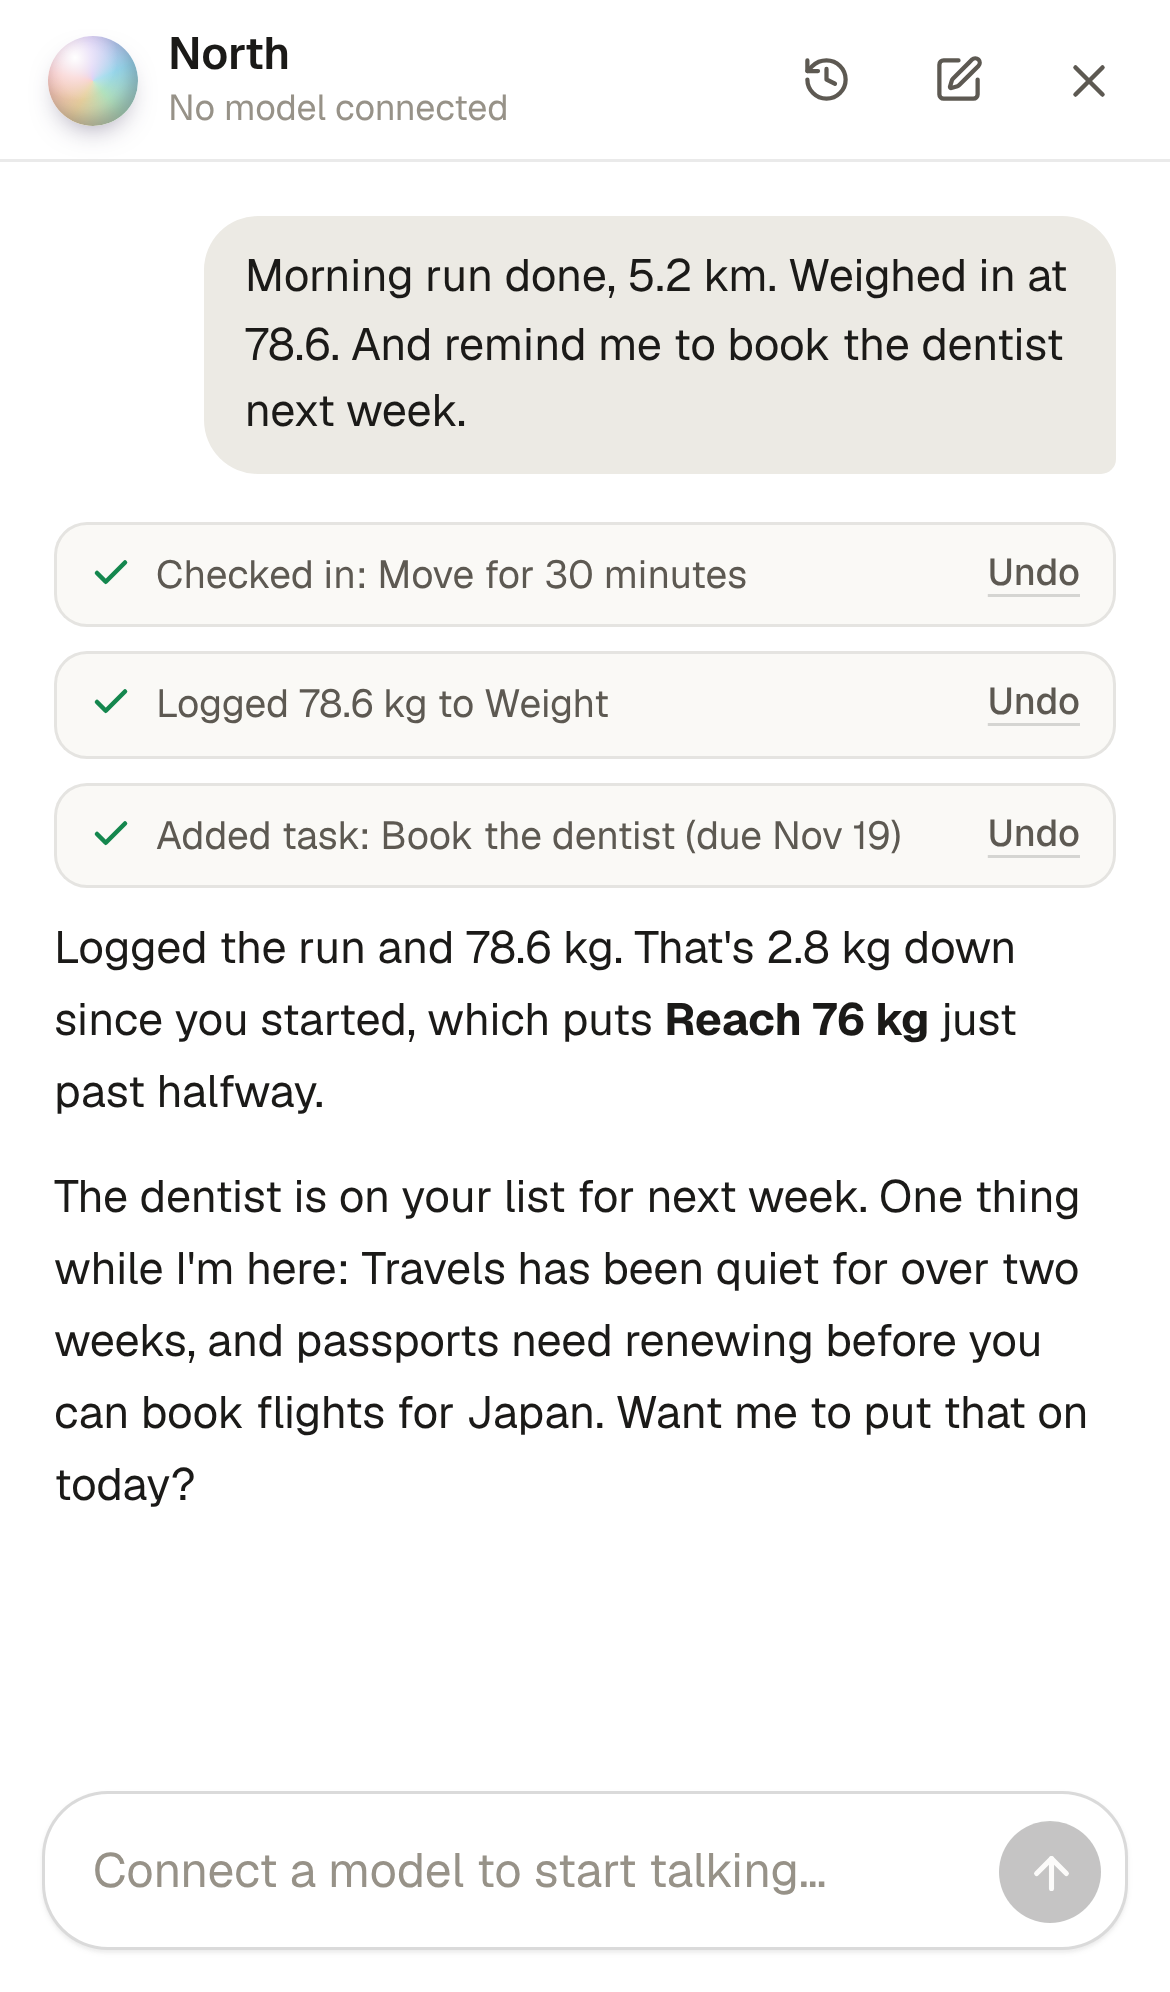 North
No model connected
Morning run done, 5.2 km. Weighed in at
78.6. And remind me to book the dentist
next week.
Checked in: Move for 30 minutes
Undo
Logged 78.6 kg to Weight
Undo
Added task: Book the dentist (due Nov 19)
Undo
Logged the run and 78.6 kg. That's 2.8 kg down
since you started, which puts Reach 76 kg just
past halfway.
The dentist is on your list for next week. One thing
while I'm here: Travels has been quiet for over two
weeks, and passports need renewing before you
can book flights for Japan. Want me to put that on
today?
Connect a model to start talking…